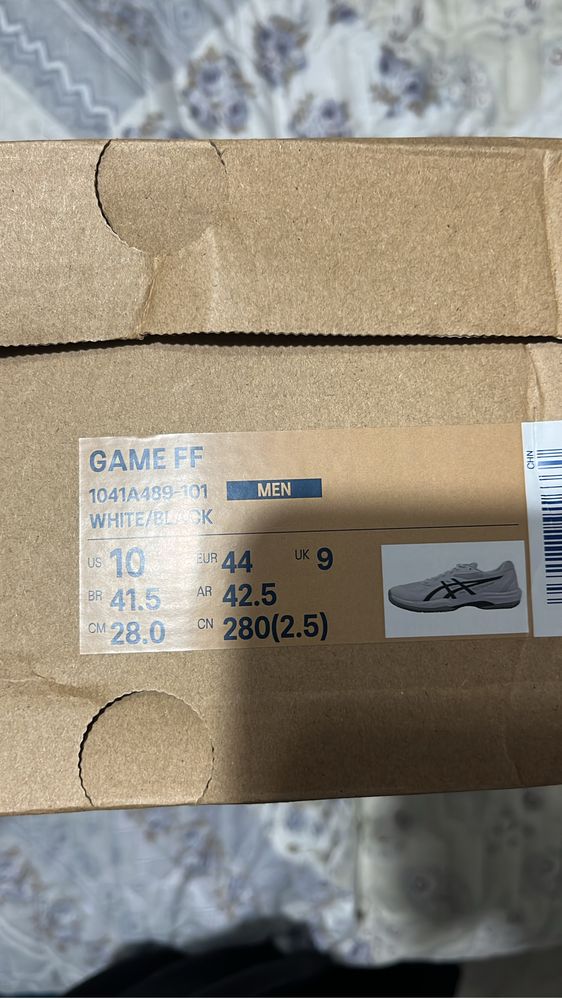 GAME FF
1041A489-101 MEN
WHITE/BLACK
US 10 EUR 44 UK 9
BR 41.5 AR 42.5
CM 28.0 CN 280(2.5)
CHN